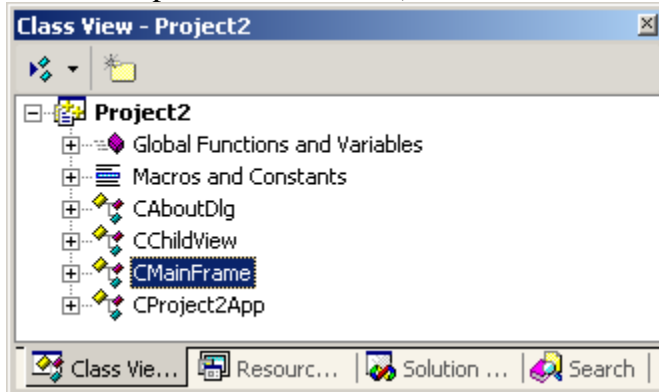 Class View - Project2
Project2
Global Functions and Variables
Macros and Constants
CAboutDlg
CChildView
CMainFrame
CProject2App
Class Vie... Resourc... Solution ... Search